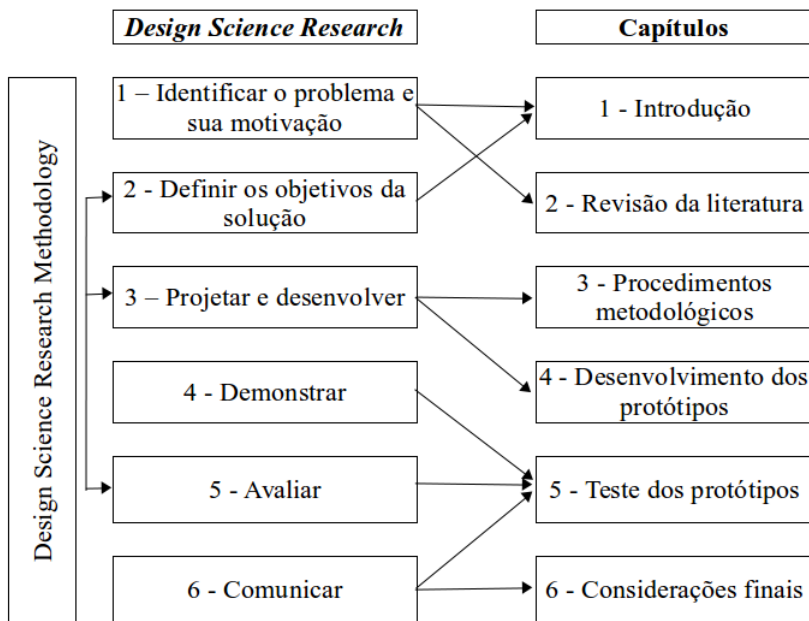 Design Science Research
Capítulos
Design Science Research Methodology
1 – Identificar o problema e
sua motivação
1 - Introdução
2 - Definir os objetivos da
solução
2 - Revisão da literatura
3 – Projetar e desenvolver
3 - Procedimentos
metodológicos
4 - Demonstrar
4 - Desenvolvimento dos
protótipos
5 - Avaliar
5 - Teste dos protótipos
6 - Comunicar
6 - Considerações finais